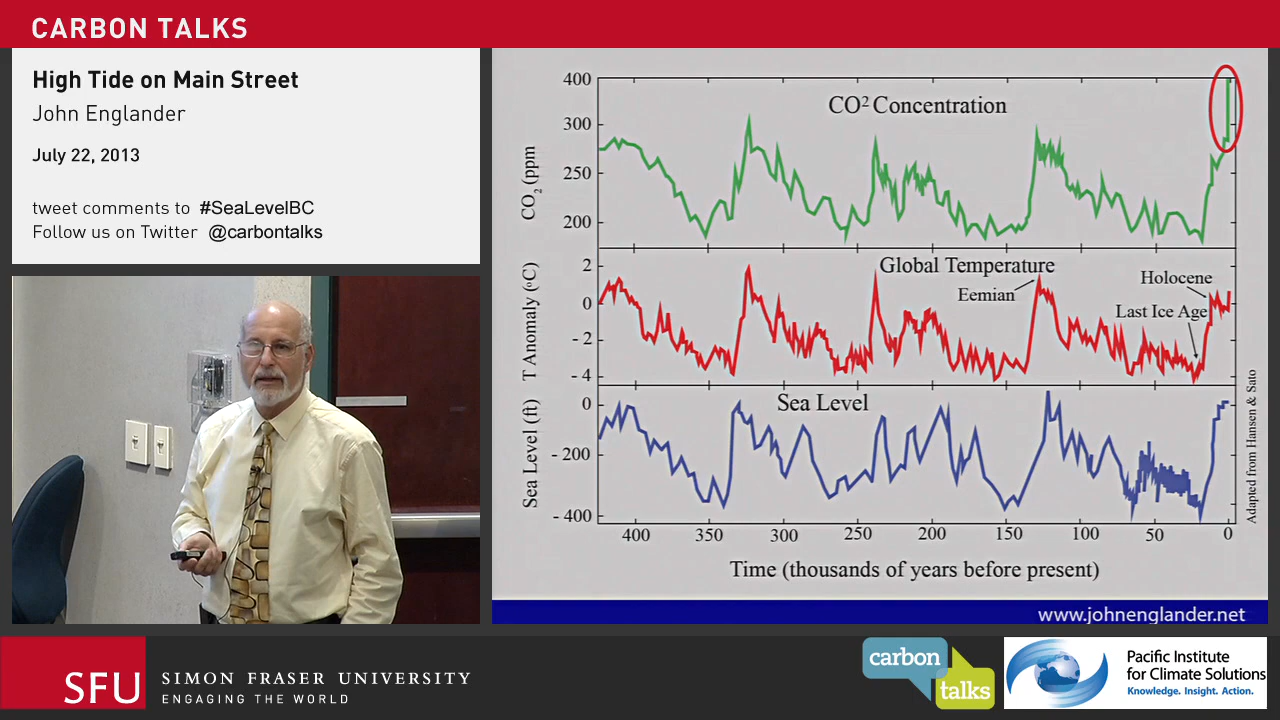 CARBON TALKS
High Tide on Main Street
John Englander
July 22, 2013
tweet comments to #SeaLevelBC
Follow us on Twitter @carbontalks
CO² Concentration
CO₂ (ppm
400
300
250
200
Global Temperature
T Anomaly (°C)
2
0
- 2
- 4
Eemian
Holocene
Last Ice Age
Sea Level
Sea Level (ft)
0
- 200
- 400
400 350 300 250 200 150 100 50 0
Time (thousands of years before present)
Adapted from Hansen & Sato
www.johnenglander.net
SFU
SIMON FRASER UNIVERSITY
ENGAGING THE WORLD
carbon
talks
Pacific Institute
for Climate Solutions
Knowledge. Insight. Action.